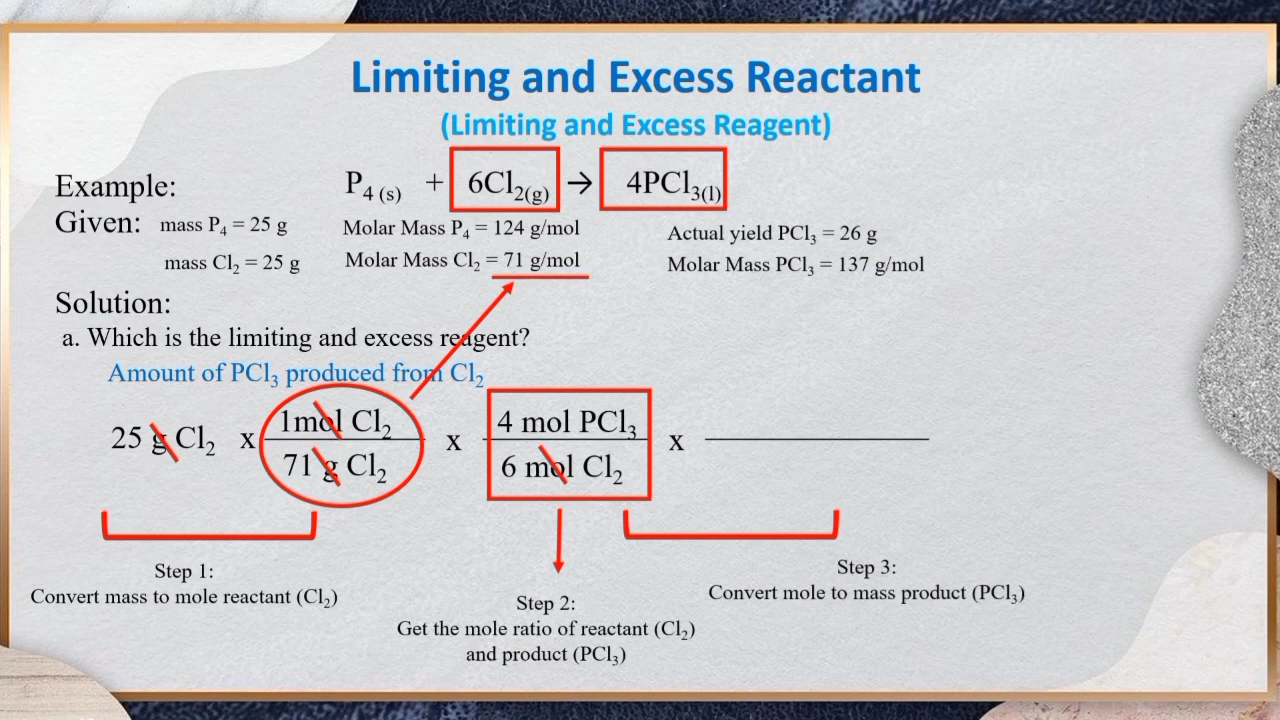 Limiting and Excess Reactant
(Limiting and Excess Reagent)
Example: P₄ (s) + 6Cl₂(g) → 4PCl₃(l)
Given: mass P₄ = 25 g Molar Mass P₄ = 124 g/mol Actual yield PCl₃ = 26 g
mass Cl₂ = 25 g Molar Mass Cl₂ = 71 g/mol Molar Mass PCl₃ = 137 g/mol
Solution:
a. Which is the limiting and excess reagent?
Amount of PCl₃ produced from Cl₂
1mol Cl₂ 4 mol PCl₃
25 g Cl₂ x x x
71 g Cl₂ 6 mol Cl₂
Step 1:
Convert mass to mole reactant (Cl₂)
Step 2:
Get the mole ratio of reactant (Cl₂)
and product (PCl₃)
Step 3:
Convert mole to mass product (PCl₃)